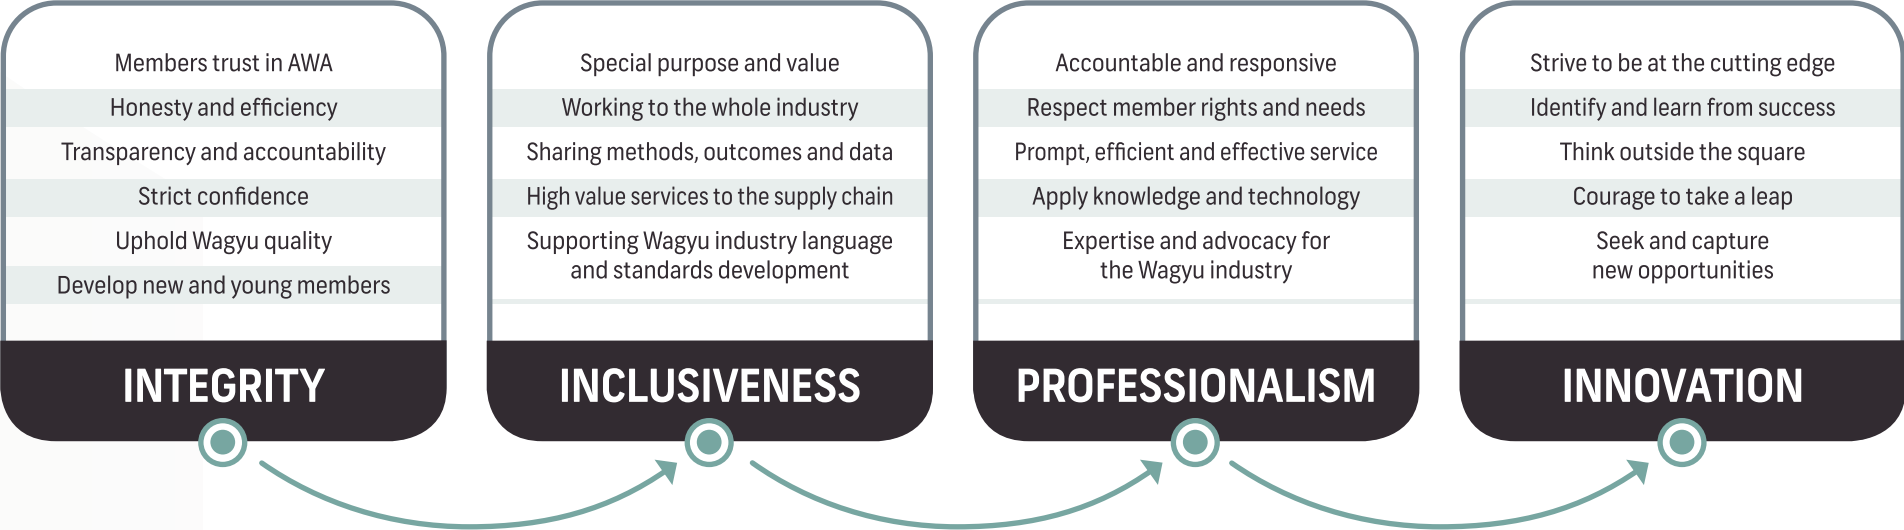 Members trust in AWA
Honesty and efficiency
Transparency and accountability
Strict confidence
Uphold Wagyu quality
Develop new and young members
INTEGRITY
Special purpose and value
Working to the whole industry
Sharing methods, outcomes and data
High value services to the supply chain
Supporting Wagyu industry language
and standards development
INCLUSIVENESS
Accountable and responsive
Respect member rights and needs
Prompt, efficient and effective service
Apply knowledge and technology
Expertise and advocacy for
the Wagyu industry
PROFESSIONALISM
Strive to be at the cutting edge
Identify and learn from success
Think outside the square
Courage to take a leap
Seek and capture
new opportunities
INNOVATION